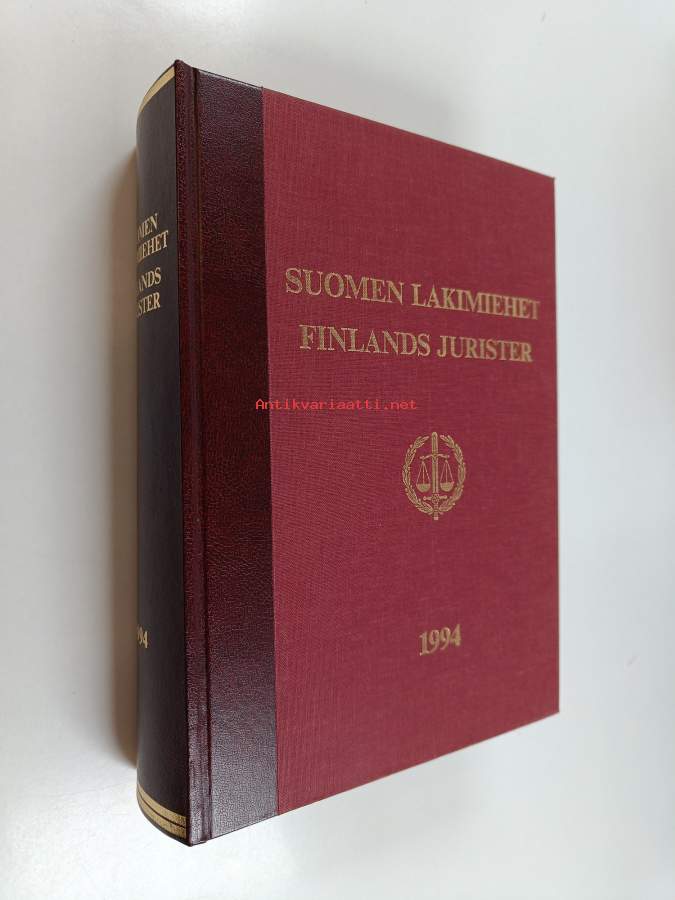 SUOMEN LAKIMIEHET
FINLANDS JURISTER
Antikvariaatti.net
1994